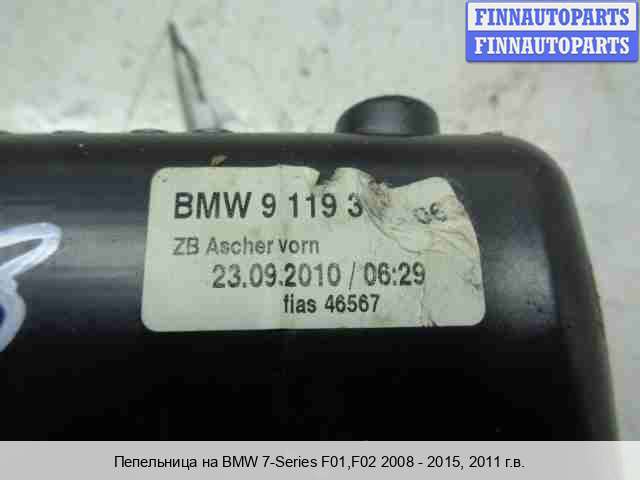 FINNAUTOPARTS
FINNAUTOPARTS
BMW 9 119 3 06
ZB Ascher vorn
23.09.2010 / 06:29
fias 46567
Пепельница на BMW 7-Series F01,F02 2008 - 2015, 2011 г.в.